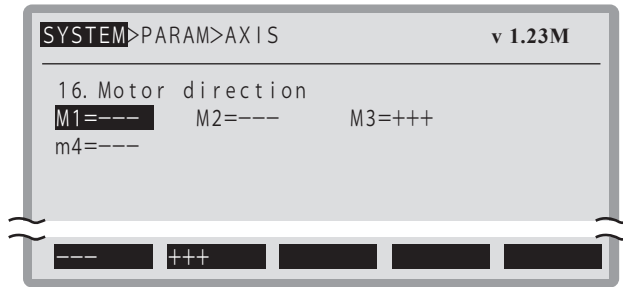 SYSTEM>PARAM>AXIS v 1.23M
16. Motor direction
M1=--- M2=--- M3=+++
m4=---
--- +++